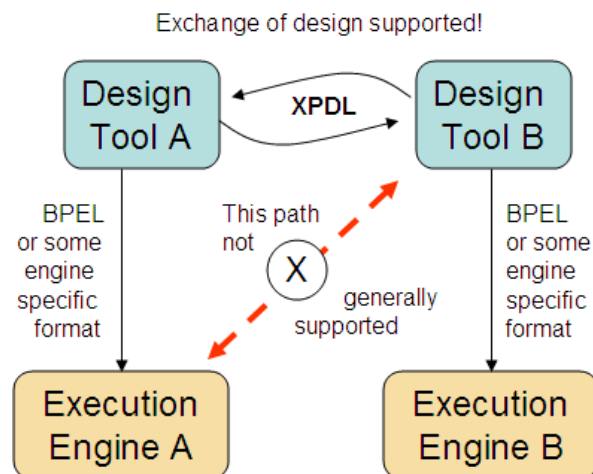 Exchange of design supported!
Design
Tool A
XPDL
Design
Tool B
BPEL
or some
engine
specific
format
This path
not
X
generally
supported
BPEL
or some
engine
specific
format
Execution
Engine A
Execution
Engine B